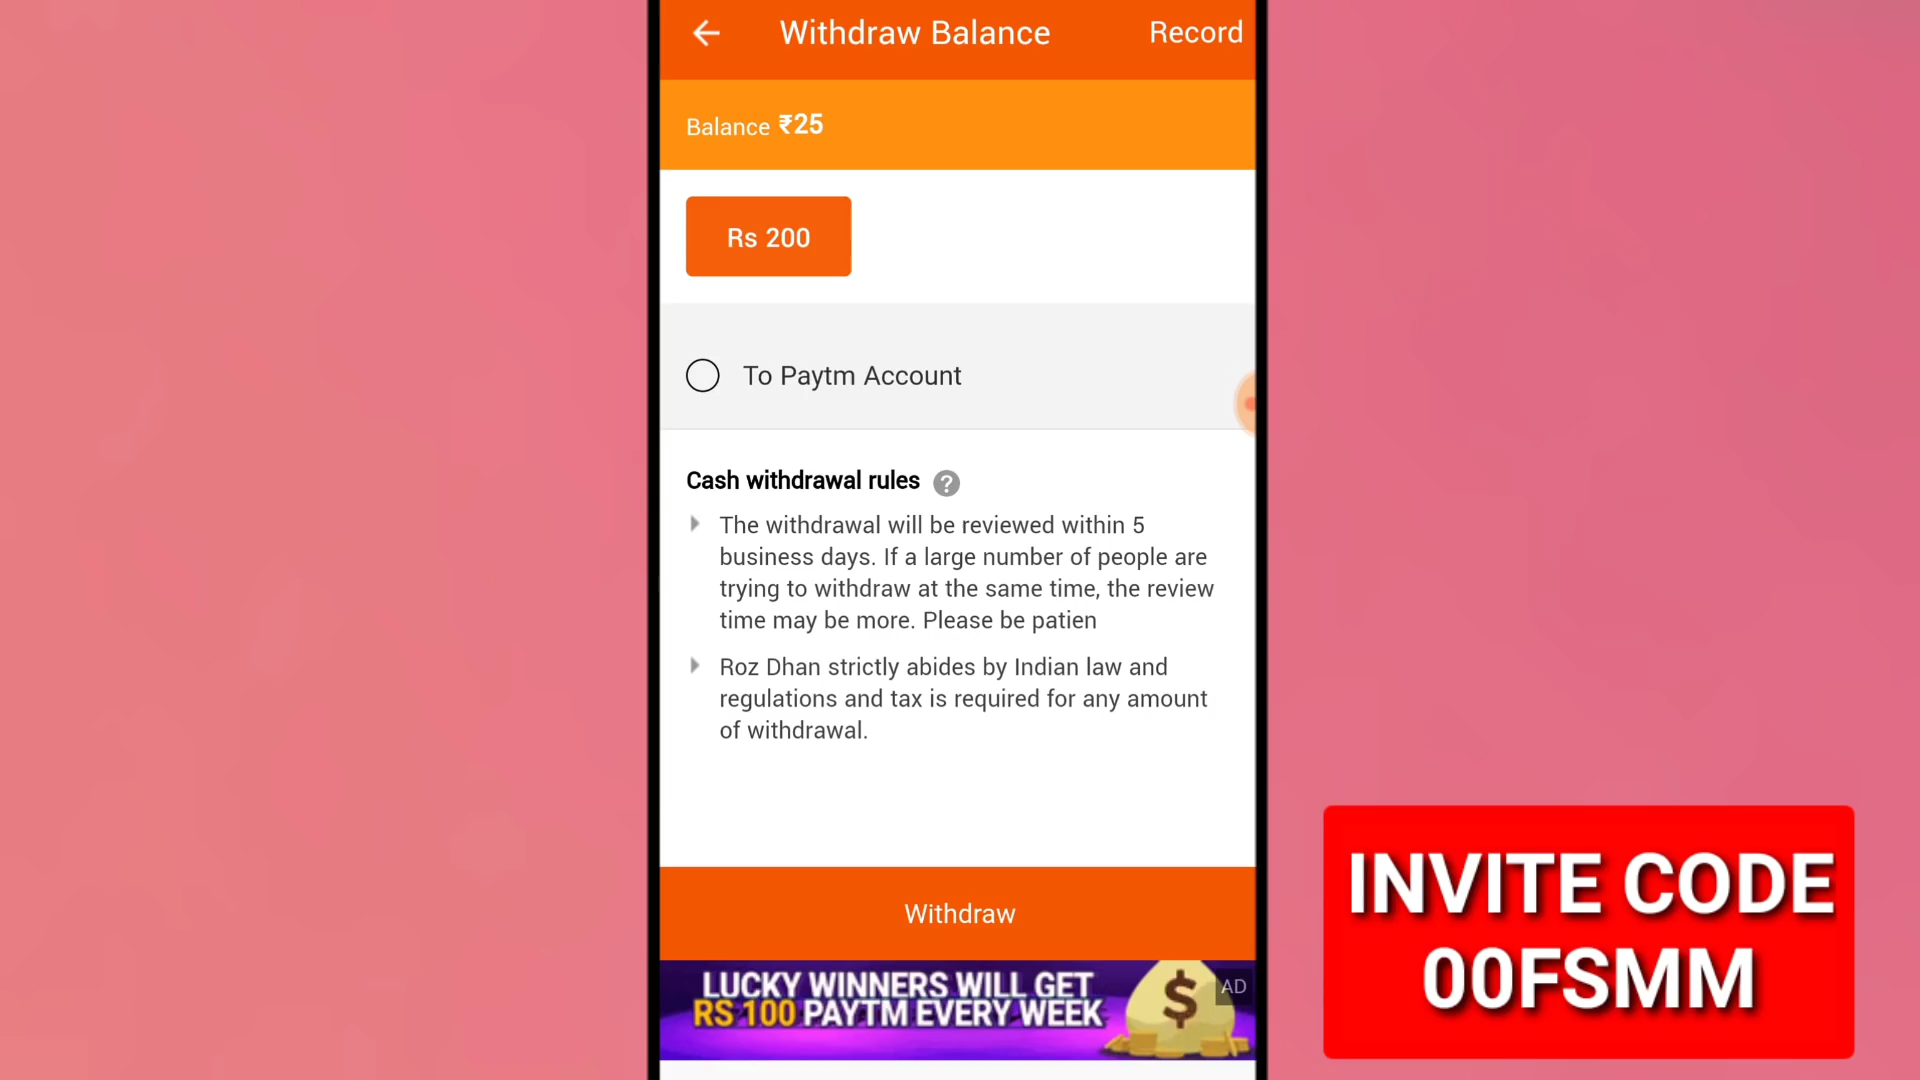 Withdraw Balance
Record
Balance ₹25
Rs 200
To Paytm Account
Cash withdrawal rules ?
The withdrawal will be reviewed within 5
business days. If a large number of people are
trying to withdraw at the same time, the review
time may be more. Please be patien
Roz Dhan strictly abides by Indian law and
regulations and tax is required for any amount
of withdrawal.
Withdraw
LUCKY WINNERS WILL GET
RS 100 PAYTM EVERY WEEK
$
AD
INVITE CODE
00FSMM